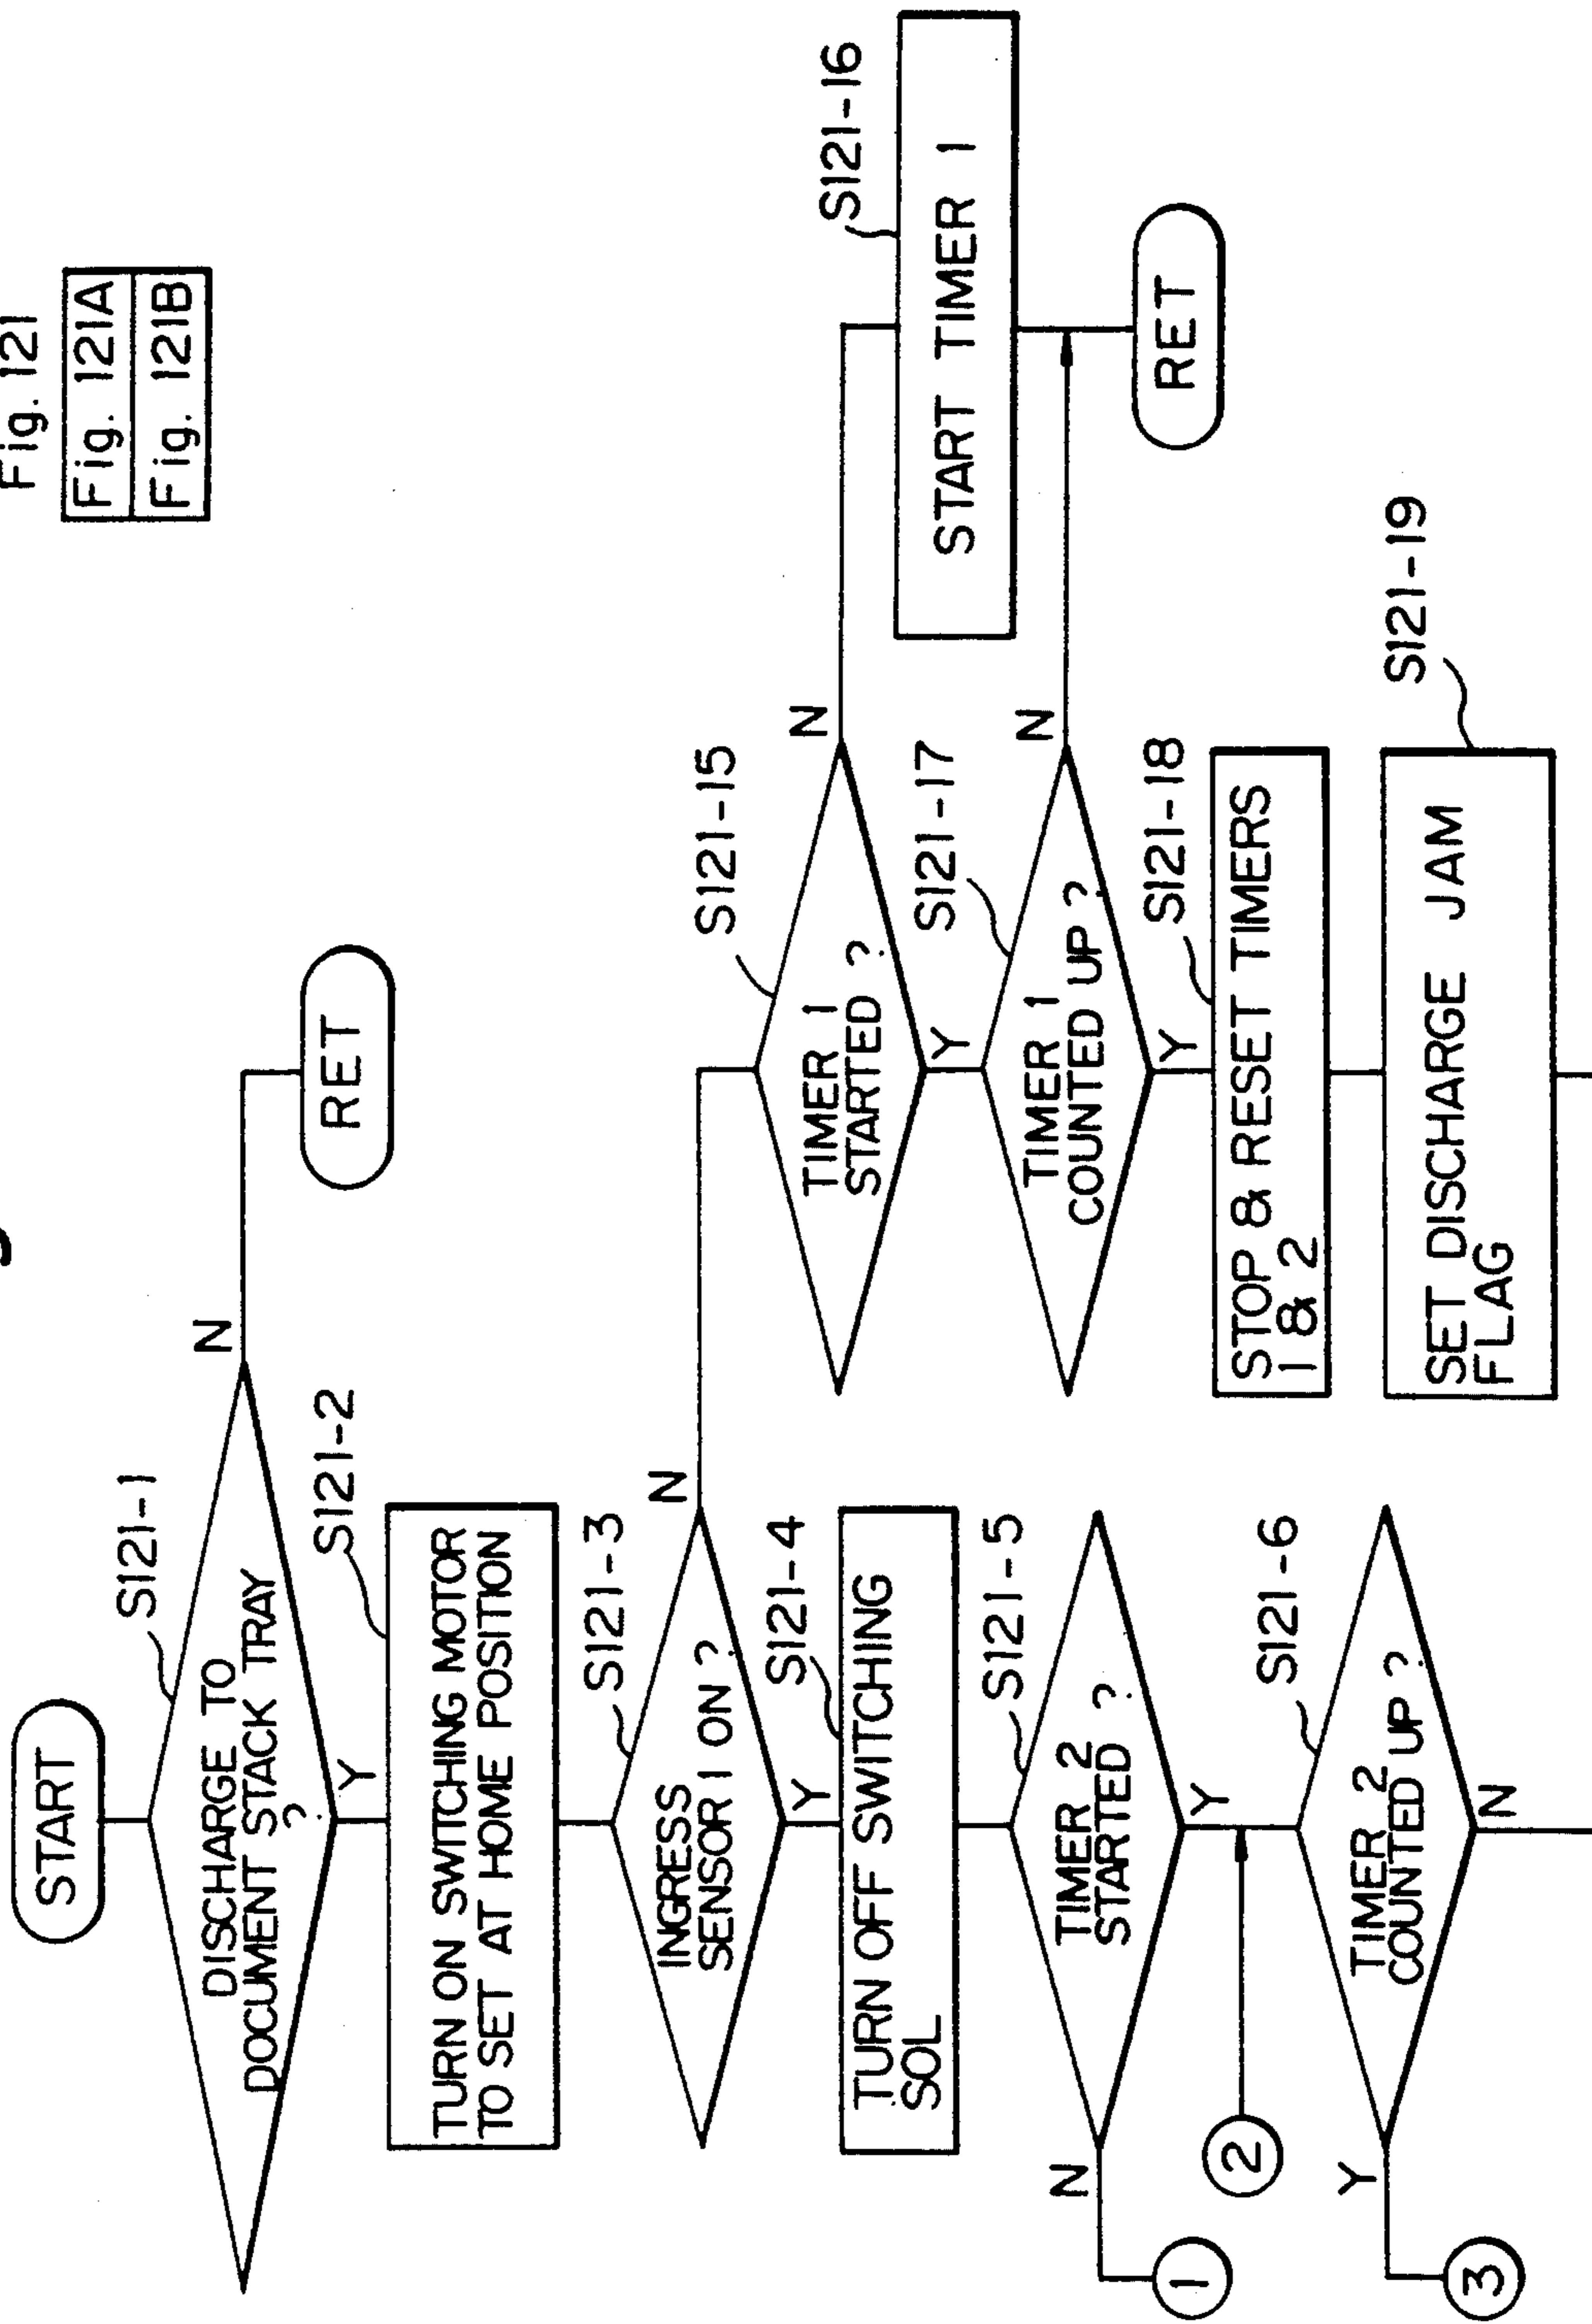 Fig. 121
Fig. 121A
Fig. 121B
START
S121-1
DISCHARGE TO
DOCUMENT STACK TRAY
?
N
RET
Y
S121-2
TURN ON SWITCHING MOTOR
TO SET AT HOME POSITION
S121-3
INGRESS
SENSOR 1 ON ?
N
Y
S121-4
TURN OFF SWITCHING
SOL
S121-5
TIMER 2
STARTED ?
N
1
Y
2
S121-6
TIMER 2
COUNTED UP ?
Y
3
N
S121-15
TIMER 1
STARTED ?
N
S121-16
START TIMER 1
RET
Y
S121-17
TIMER 1
COUNTED UP ?
N
Y
S121-18
STOP & RESET TIMERS
1 & 2
S121-19
SET DISCHARGE JAM
FLAG